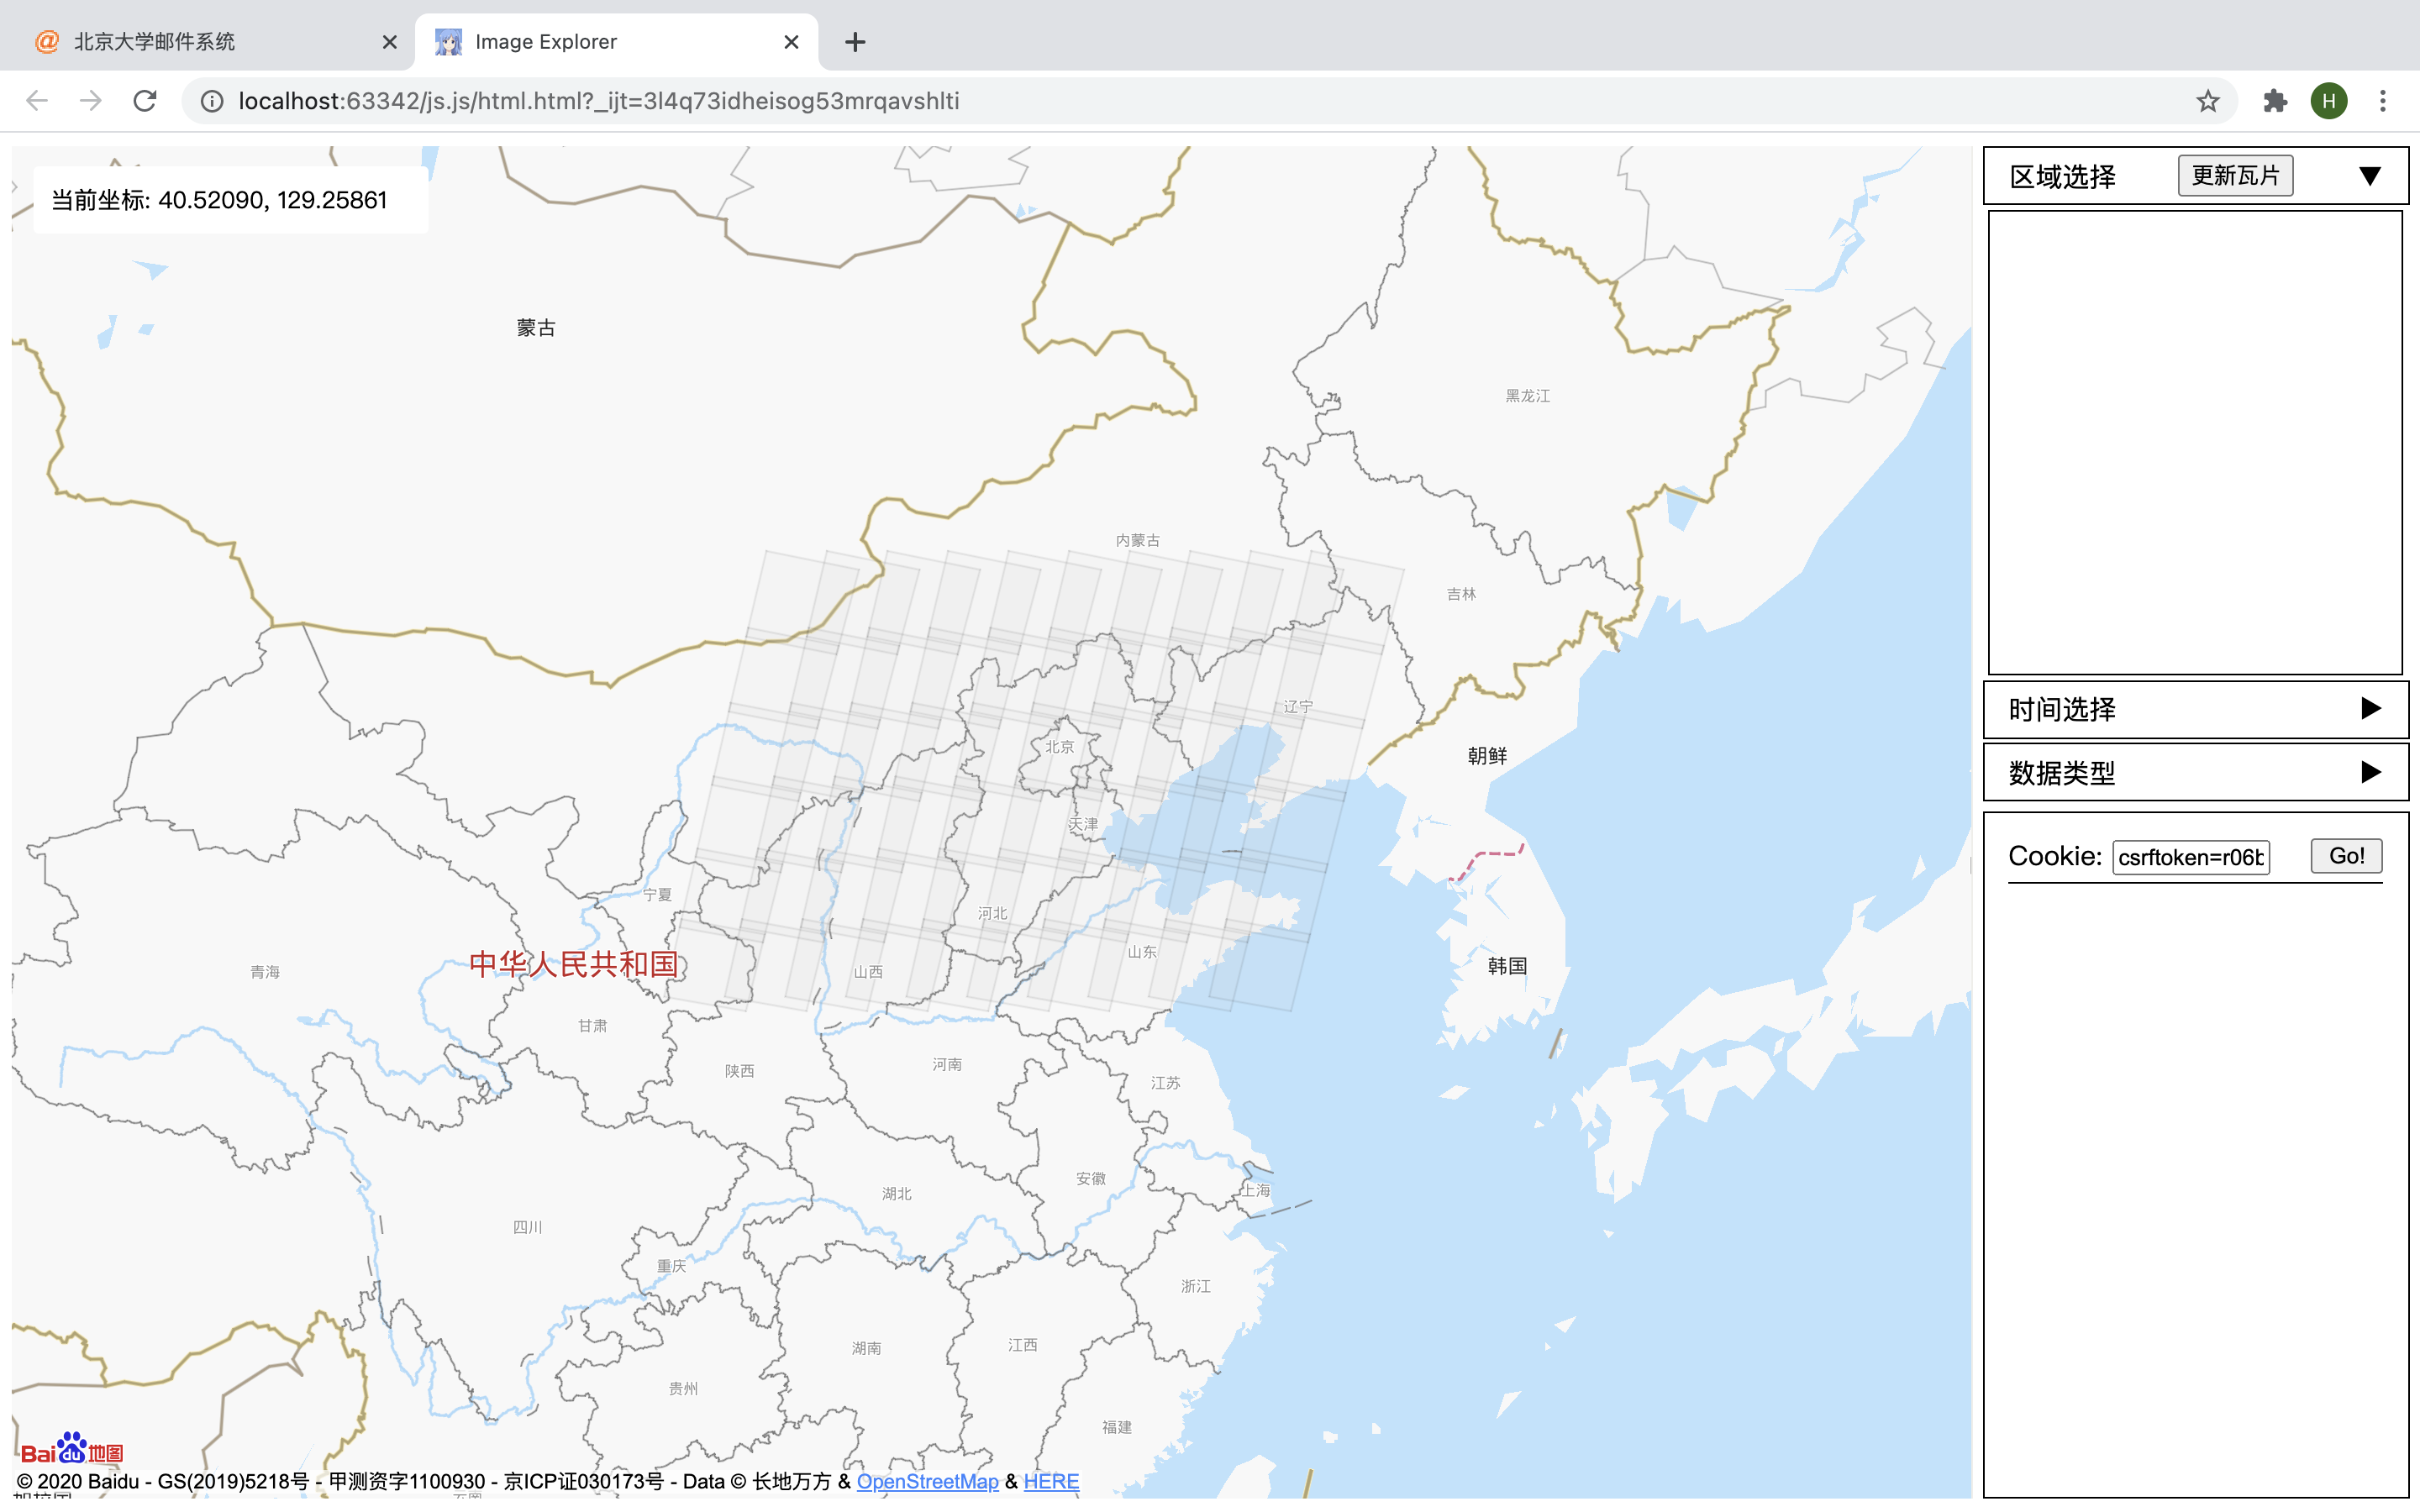 北京大学邮件系统
Image Explorer
localhost:63342/js.js/html.html?_ijt=3l4q73idheisog53mrqavshlti
H
当前坐标: 40.52090, 129.25861
区域选择
更新瓦片
蒙古
黑龙江
内蒙古
吉林
辽宁
时间选择
北京
朝鲜
数据类型
天津
Cookie:
csrftoken=r06b
Go!
宁夏
河北
山东
中华人民共和国
韩国
青海
山西
甘肃
河南
陕西
江苏
安徽
上海
湖北
四川
重庆
浙江
江西
湖南
贵州
福建
Bai du 地图
© 2020 Baidu - GS(2019)5218号 - 甲测资字1100930 - 京ICP证030173号 - Data © 长地万方 & OpenStreetMap & HERE